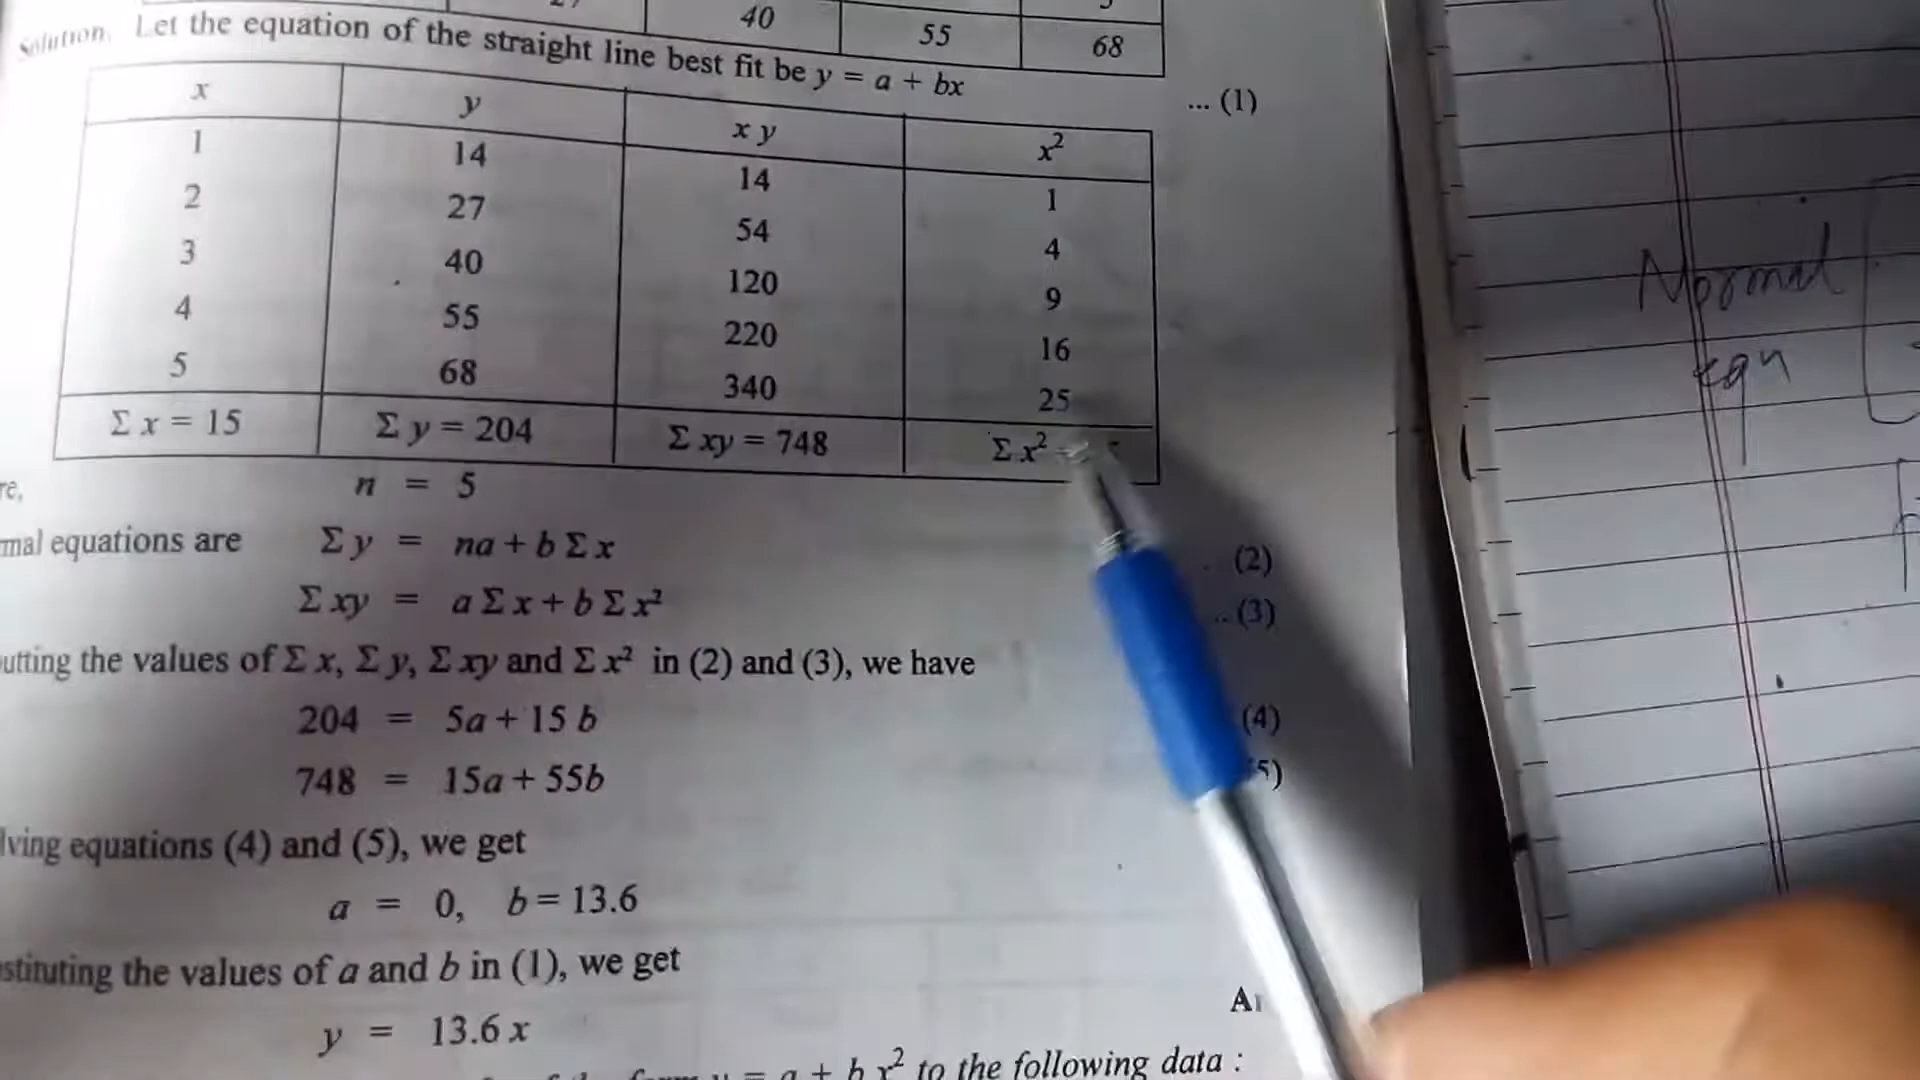 40 55 68
Solution. Let the equation of the straight line best fit be y = a + bx ... (1)
x y x y x²
1 14 14 1
2 27 54 4
3 40 120 9
4 55 220 16
5 68 340 25
Σ x = 15 Σ y = 204 Σ xy = 748 Σ x²
re, n = 5
mal equations are Σ y = na + b Σ x (2)
Σ xy = a Σ x + b Σ x² ..(3)
utting the values of Σ x, Σ y, Σ xy and Σ x² in (2) and (3), we have
204 = 5a + 15 b (4)
748 = 15a + 55b 5)
lving equations (4) and (5), we get
a = 0, b = 13.6
stituting the values of a and b in (1), we get
y = 13.6 x
y = a + b x² to the following data :
Normal
eqn